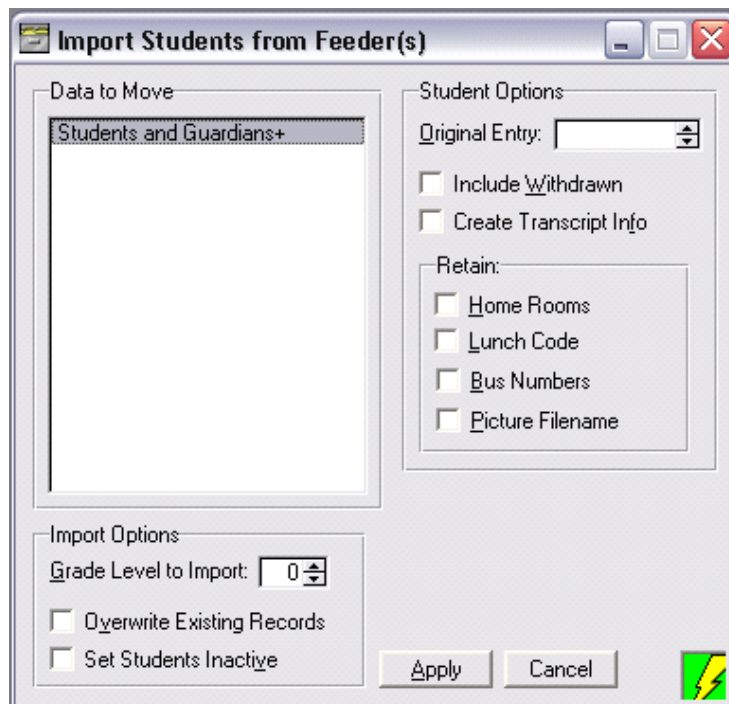 Import Students from Feeder(s)
Data to Move
Students and Guardians+
Student Options
Original Entry:
Include Withdrawn
Create Transcript Info
Retain:
Home Rooms
Lunch Code
Bus Numbers
Picture Filename
Import Options
Grade Level to Import: 0
Overwrite Existing Records
Set Students Inactive
Apply Cancel